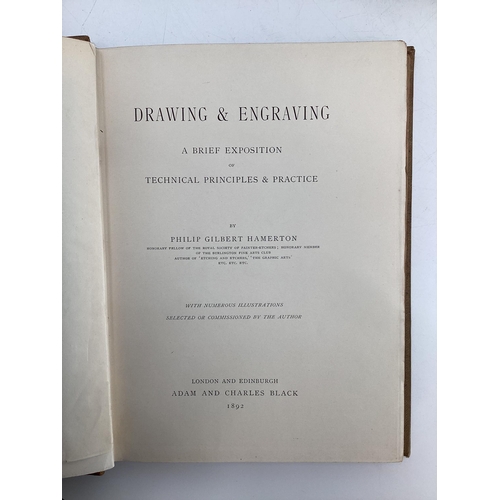 DRAWING & ENGRAVING
A BRIEF EXPOSITION
OF
TECHNICAL PRINCIPLES & PRACTICE
BY
PHILIP GILBERT HAMERTON
HONORARY FELLOW OF THE ROYAL SOCIETY OF PAINTER-ETCHERS; HONORARY MEMBER
OF THE BURLINGTON FINE ARTS CLUB
AUTHOR OF 'ETCHING AND ETCHERS,' 'THE GRAPHIC ARTS'
ETC. ETC. ETC.
WITH NUMEROUS ILLUSTRATIONS
SELECTED OR COMMISSIONED BY THE AUTHOR
LONDON AND EDINBURGH
ADAM AND CHARLES BLACK
1892